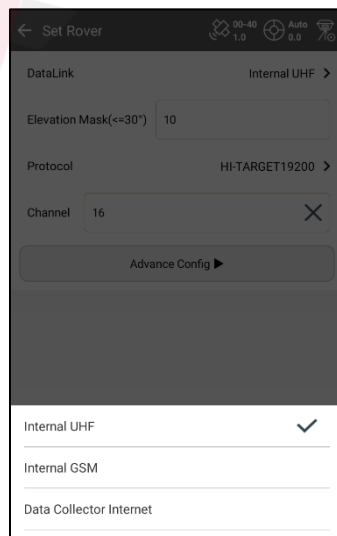 ← Set Rover 00-40 1.0 Auto 0.0
DataLink Internal UHF >
Elevation Mask(<=30°) 10
Protocol HI-TARGET19200 >
Channel 16
Advance Config ▶
Internal UHF
Internal GSM
Data Collector Internet